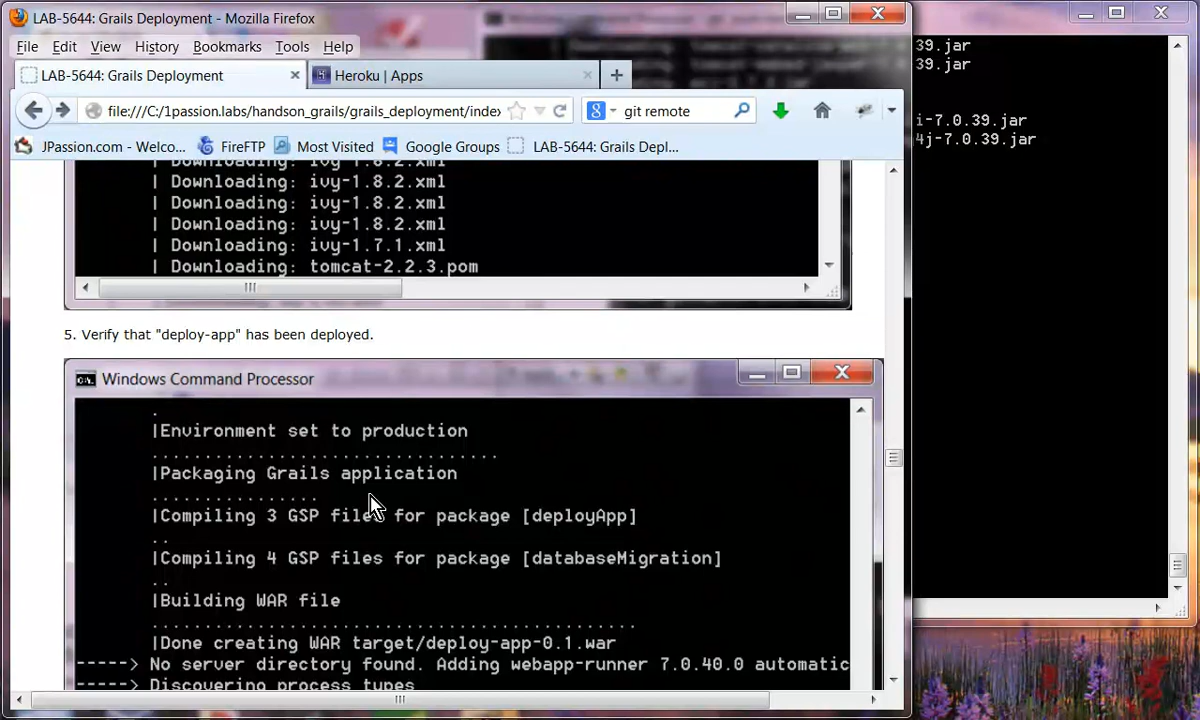 LAB-5644: Grails Deployment - Mozilla Firefox
File Edit View History Bookmarks Tools Help
LAB-5644: Grails Deployment
Heroku | Apps
file:///C:/1passion.labs/handson_grails/grails_deployment/index
git remote
JPassion.com - Welco... FireFTP Most Visited Google Groups LAB-5644: Grails Depl...
39.jar
39.jar
i-7.0.39.jar
4j-7.0.39.jar
| Downloading: ivy-1.8.2.xml
| Downloading: ivy-1.8.2.xml
| Downloading: ivy-1.8.2.xml
| Downloading: ivy-1.8.2.xml
| Downloading: ivy-1.7.1.xml
| Downloading: tomcat-2.2.3.pom
5. Verify that "deploy-app" has been deployed.
Windows Command Processor
.
|Environment set to production
................................
|Packaging Grails application
................
|Compiling 3 GSP files for package [deployApp]
..
|Compiling 4 GSP files for package [databaseMigration]
..
|Building WAR file
.............................................
|Done creating WAR target/deploy-app-0.1.war
-----> No server directory found. Adding webapp-runner 7.0.40.0 automatic
-----> Discovering process types